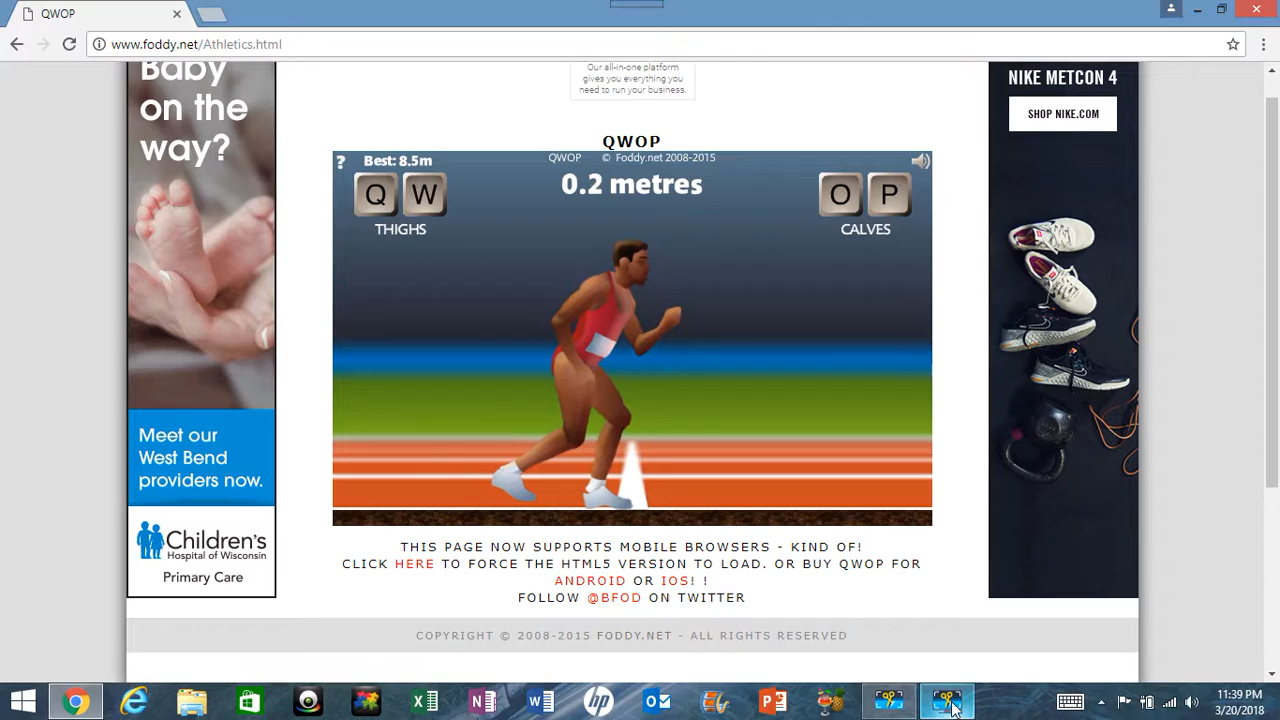 QWOP
www.foddy.net/Athletics.html
Baby
on the
way?
Meet our
West Bend
providers now.
Children's
Hospital of Wisconsin
Primary Care
Our all-in-one platform
gives you everything you
need to run your business.
QWOP
? Best: 8.5m QWOP © Foddy.net 2008-2015
0.2 metres
Q W
THIGHS
O P
CALVES
THIS PAGE NOW SUPPORTS MOBILE BROWSERS - KIND OF!
CLICK HERE TO FORCE THE HTML5 VERSION TO LOAD. OR BUY QWOP FOR
ANDROID OR IOS! !
FOLLOW @BFOD ON TWITTER
COPYRIGHT © 2008-2015 FODDY.NET - ALL RIGHTS RESERVED
NIKE METCON 4
SHOP NIKE.COM
11:39 PM
3/20/2018